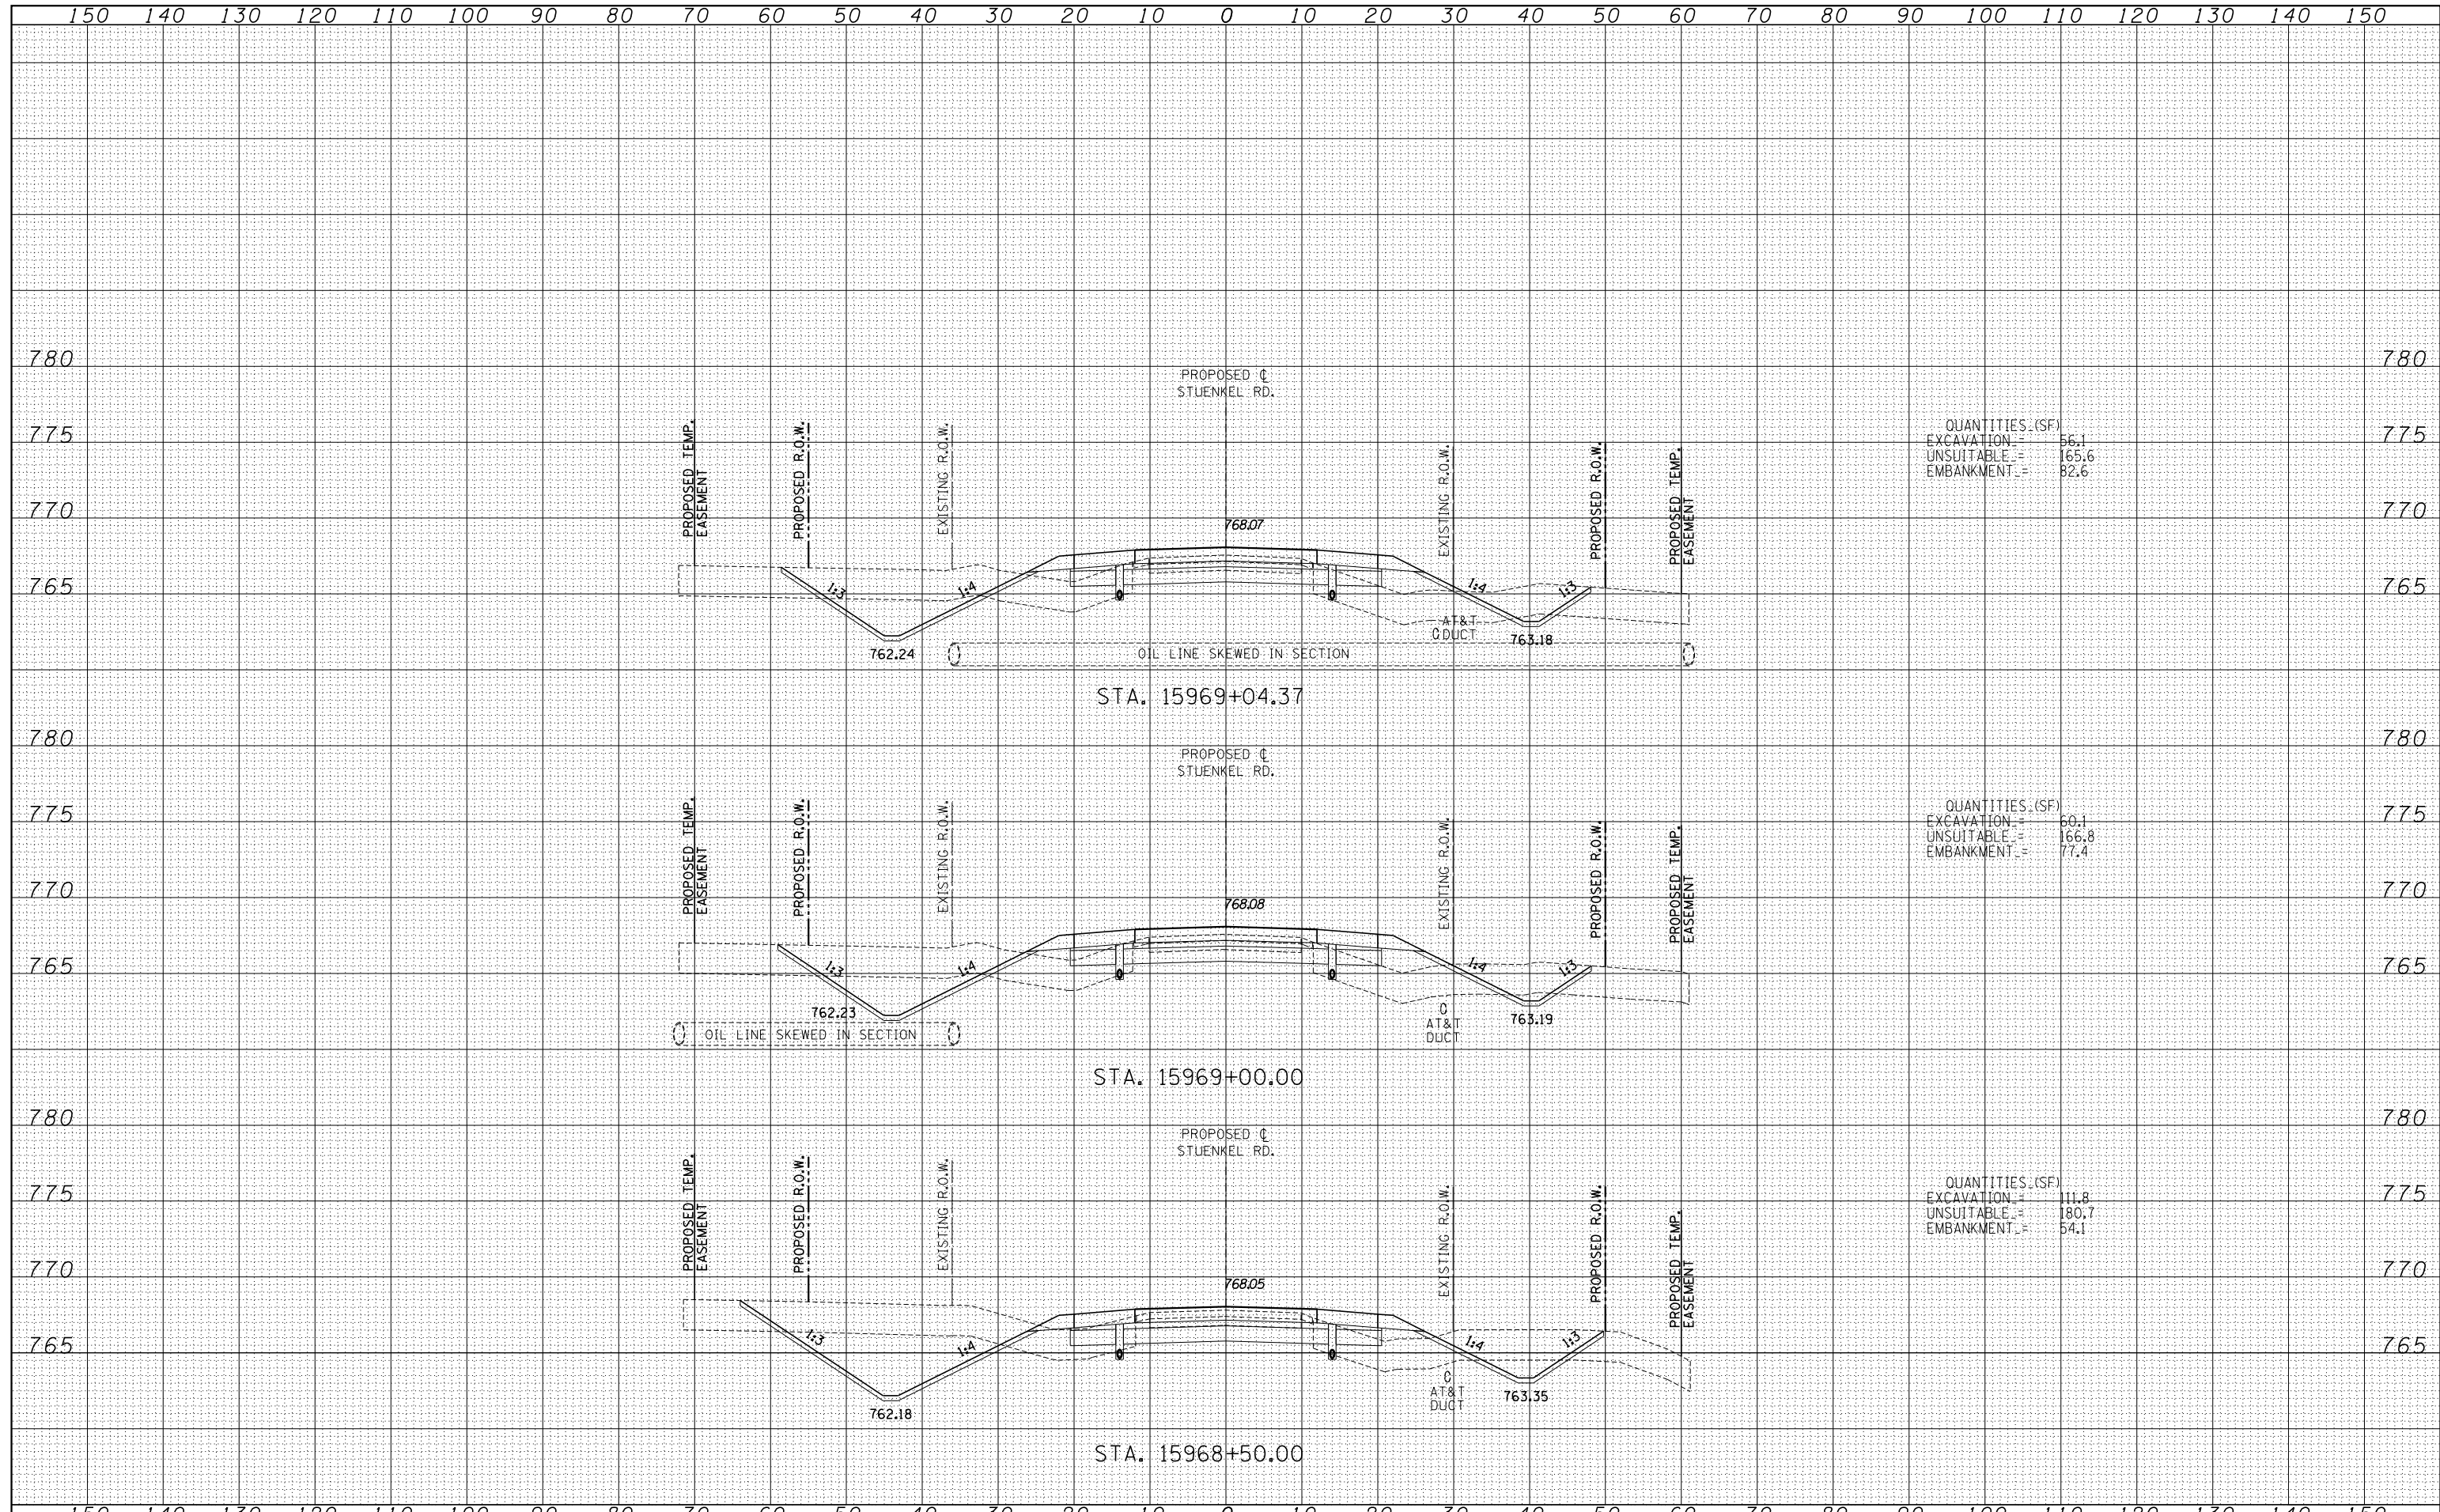 150 140 130 120 110 100 90 80 70 60 50 40 30 20 10 0 10 20 30 40 50 60 70 80 90 100 110 120 130 140 150
780 780
PROPOSED ℄
STUENKEL RD.
775 775
PROPOSED TEMP.
EASEMENT
PROPOSED R.O.W.
EXISTING R.O.W.
EXISTING R.O.W.
PROPOSED R.O.W.
PROPOSED TEMP.
EASEMENT
QUANTITIES (SF)
EXCAVATION = 56.1
UNSUITABLE = 165.6
EMBANKMENT = 82.6
770 770
768.07
765 765
1:3 1:4 1:4 1:3
AT&T
DUCT
762.24 763.18
OIL LINE SKEWED IN SECTION
STA. 15969+04.37
780 780
PROPOSED ℄
STUENKEL RD.
775 775
PROPOSED TEMP.
EASEMENT
PROPOSED R.O.W.
EXISTING R.O.W.
EXISTING R.O.W.
PROPOSED R.O.W.
PROPOSED TEMP.
EASEMENT
QUANTITIES (SF)
EXCAVATION = 60.1
UNSUITABLE = 166.8
EMBANKMENT = 77.4
770 770
768.08
765 765
1:3 1:4 1:4 1:3
762.23 763.19
AT&T
DUCT
OIL LINE SKEWED IN SECTION
STA. 15969+00.00
780 780
PROPOSED ℄
STUENKEL RD.
775 775
PROPOSED TEMP.
EASEMENT
PROPOSED R.O.W.
EXISTING R.O.W.
EXISTING R.O.W.
PROPOSED R.O.W.
PROPOSED TEMP.
EASEMENT
QUANTITIES (SF)
EXCAVATION = 111.8
UNSUITABLE = 180.7
EMBANKMENT = 54.1
770 770
768.05
765 765
1:3 1:4 1:4 1:3
AT&T
DUCT
762.18 763.35
STA. 15968+50.00
150 140 130 120 110 100 90 80 70 60 50 40 30 20 10 0 10 20 30 40 50 60 70 80 90 100 110 120 130 140 150